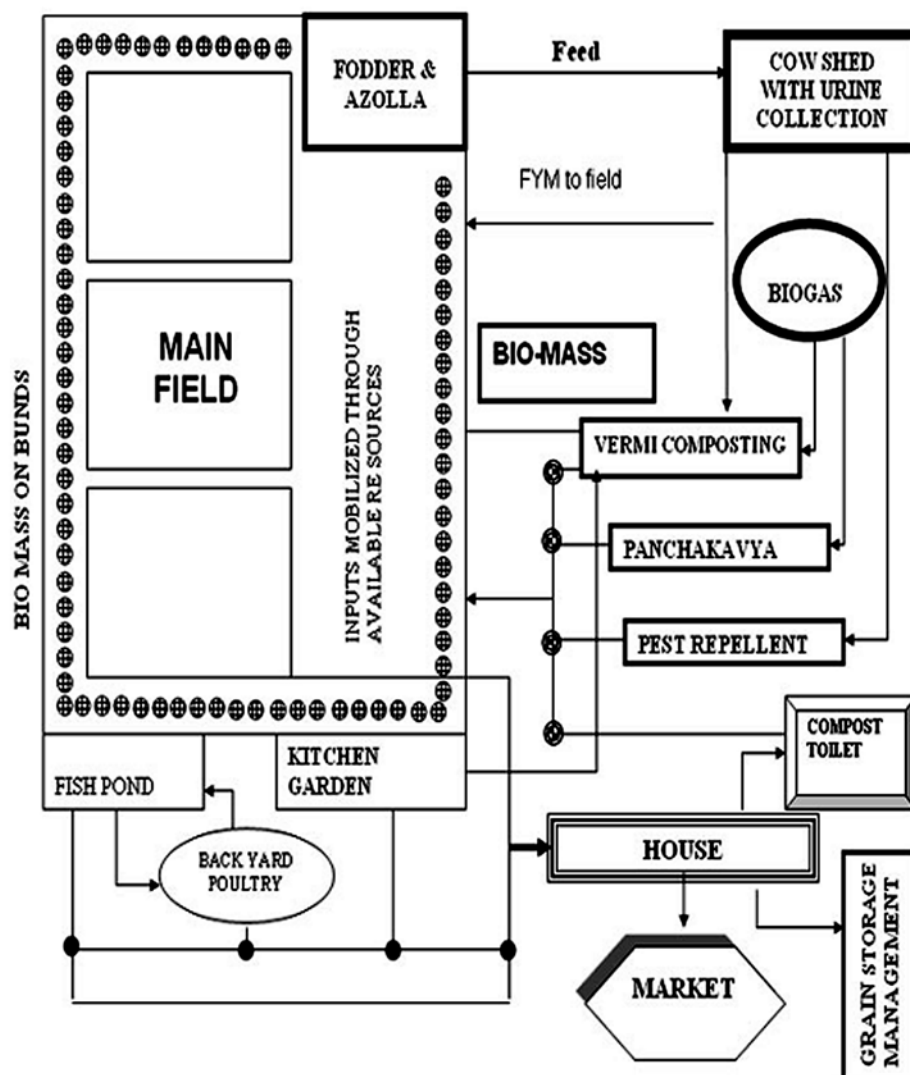 FODDER &
AZOLLA
Feed
COW SHED
WITH URINE
COLLECTION
FYM to field
BIOGAS
BIO-MASS
MAIN
FIELD
BIO MASS ON BUNDS
INPUTS MOBILIZED THROUGH
AVAILABLE RE SOURCES
VERMI COMPOSTING
PANCHAKAVYA
PEST REPELLENT
COMPOST
TOILET
FISH POND
KITCHEN
GARDEN
BACK YARD
POULTRY
HOUSE
MARKET
GRAIN STORAGE
MANAGEMENT